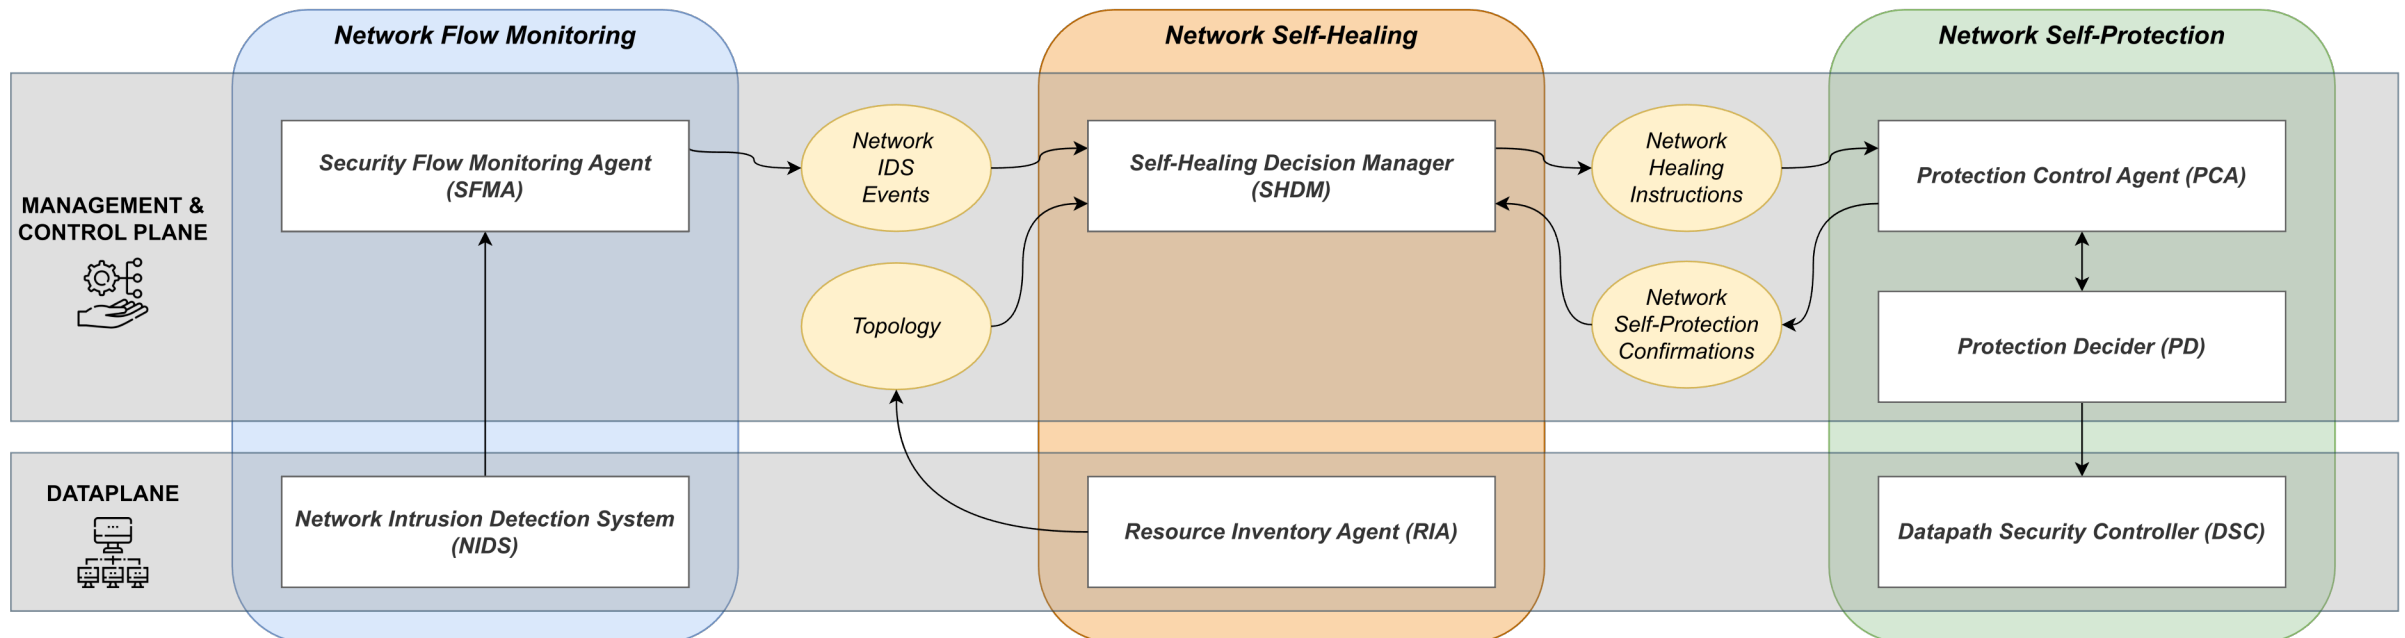 Network Flow Monitoring
Network Self-Healing
Network Self-Protection
MANAGEMENT &
CONTROL PLANE
Security Flow Monitoring Agent
(SFMA)
Network
IDS
Events
Topology
Self-Healing Decision Manager
(SHDM)
Network
Healing
Instructions
Network
Self-Protection
Confirmations
Protection Control Agent (PCA)
Protection Decider (PD)
DATAPLANE
Network Intrusion Detection System
(NIDS)
Resource Inventory Agent (RIA)
Datapath Security Controller (DSC)